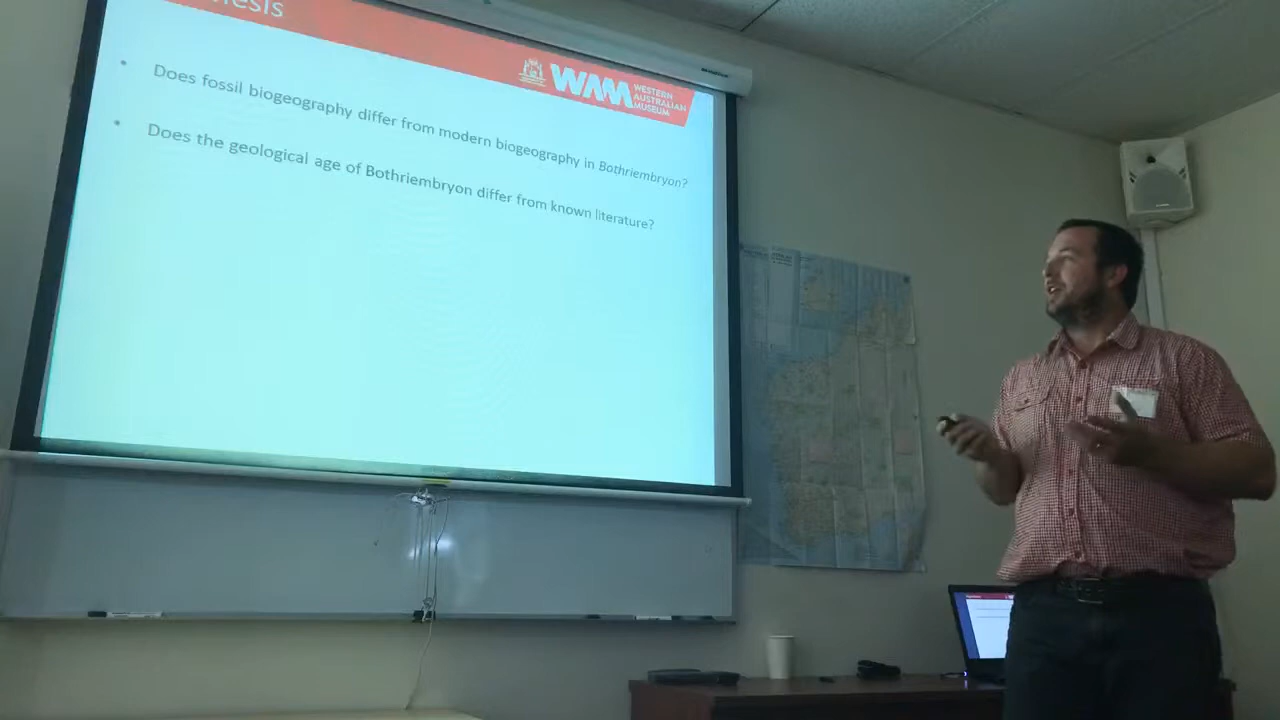 Does fossil biogeography differ from modern biogeography in Bothriembryon?
Does the geological age of Bothriembryon differ from known literature?
WAM
WESTERN
AUSTRALIAN
MUSEUM